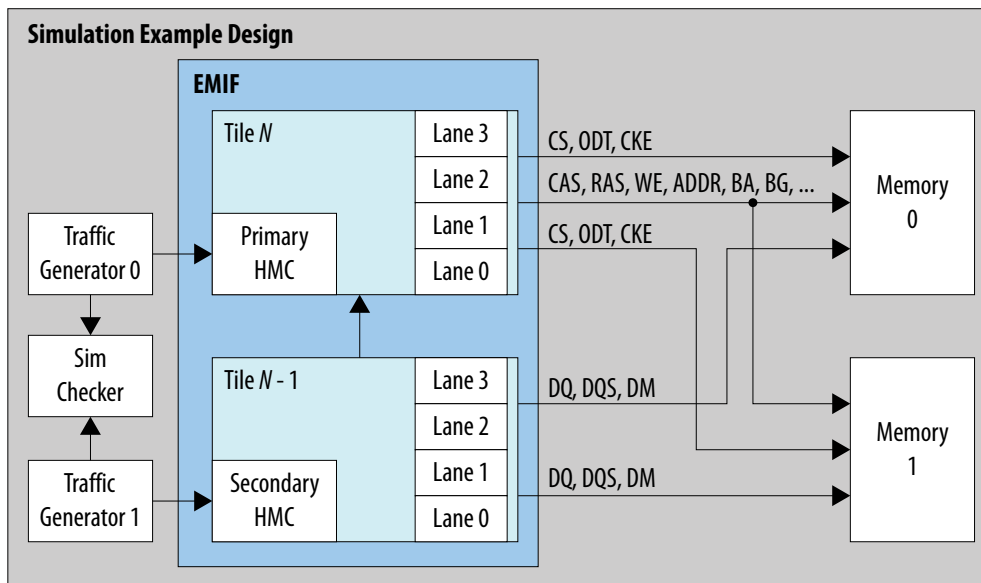 Simulation Example Design
EMIF
Tile N
Lane 3
Lane 2
Lane 1
Lane 0
Primary
HMC
CS, ODT, CKE
CAS, RAS, WE, ADDR, BA, BG, ...
CS, ODT, CKE
Memory
0
Traffic
Generator 0
Sim
Checker
Traffic
Generator 1
Tile N - 1
Lane 3
Lane 2
Lane 1
Lane 0
Secondary
HMC
DQ, DQS, DM
DQ, DQS, DM
Memory
1